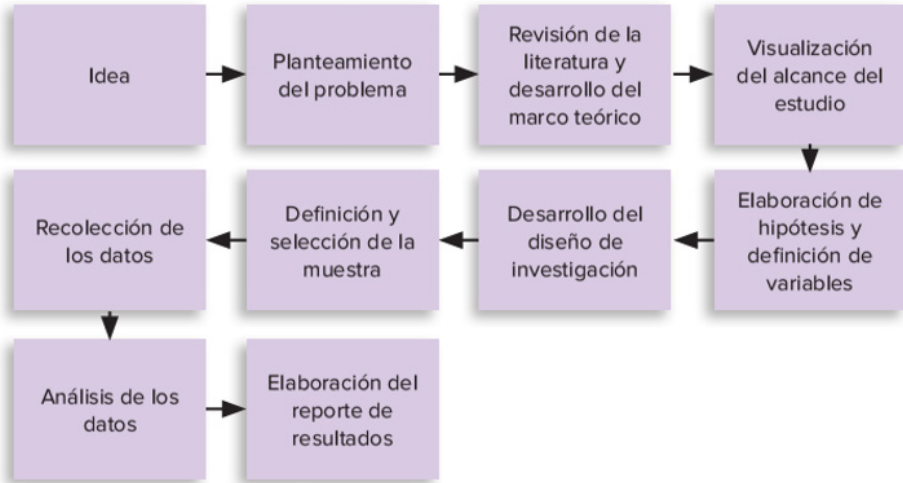 Idea
Planteamiento
del problema
Revisión de la
literatura y
desarrollo del
marco teórico
Visualización
del alcance del
estudio
Elaboración de
hipótesis y
definición de
variables
Desarrollo del
diseño de
investigación
Definición y
selección de la
muestra
Recolección de
los datos
Análisis de los
datos
Elaboración del
reporte de
resultados